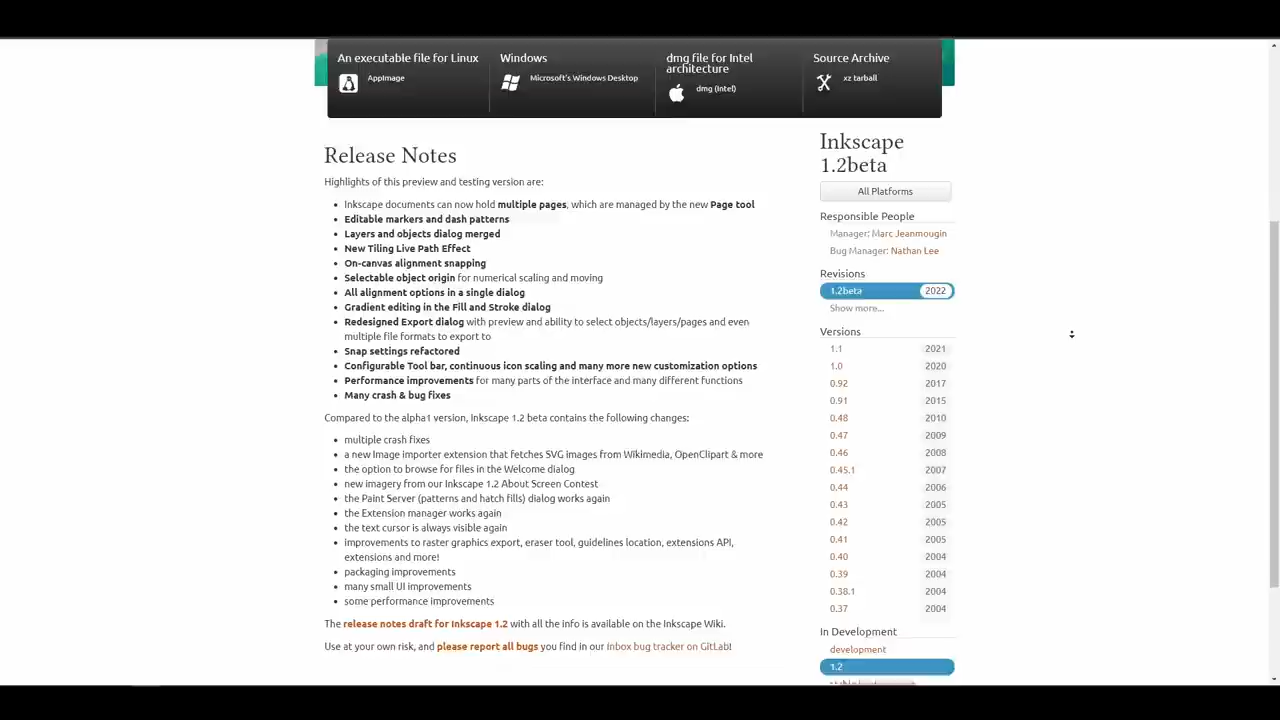 An executable file for Linux
AppImage
Windows
Microsoft's Windows Desktop
dmg file for Intel
architecture
dmg (Intel)
Source Archive
xz tarball
Release Notes
Highlights of this preview and testing version are:
Inkscape documents can now hold multiple pages, which are managed by the new Page tool
Editable markers and dash patterns
Layers and objects dialog merged
New Tiling Live Path Effect
On-canvas alignment snapping
Selectable object origin for numerical scaling and moving
All alignment options in a single dialog
Gradient editing in the Fill and Stroke dialog
Redesigned Export dialog with preview and ability to select objects/layers/pages and even
multiple file formats to export to
Snap settings refactored
Configurable Tool bar, continuous icon scaling and many more new customization options
Performance improvements for many parts of the interface and many different functions
Many crash & bug fixes
Compared to the alpha1 version, Inkscape 1.2 beta contains the following changes:
multiple crash fixes
a new Image importer extension that fetches SVG images from Wikimedia, OpenClipart & more
the option to browse for files in the Welcome dialog
new imagery from our Inkscape 1.2 About Screen Contest
the Paint Server (patterns and hatch fills) dialog works again
the Extension manager works again
the text cursor is always visible again
improvements to raster graphics export, eraser tool, guidelines location, extensions API,
extensions and more!
packaging improvements
many small UI improvements
some performance improvements
The release notes draft for Inkscape 1.2 with all the info is available on the Inkscape Wiki.
Use at your own risk, and please report all bugs you find in our Inbox bug tracker on GitLab!
Inkscape
1.2beta
All Platforms
Responsible People
Manager: Marc Jeanmougin
Bug Manager: Nathan Lee
Revisions
1.2beta 2022
Show more...
Versions
1.1 2021
1.0 2020
0.92 2017
0.91 2015
0.48 2010
0.47 2009
0.46 2008
0.45.1 2007
0.44 2006
0.43 2005
0.42 2005
0.41 2005
0.40 2004
0.39 2004
0.38.1 2004
0.37 2004
In Development
development
1.2